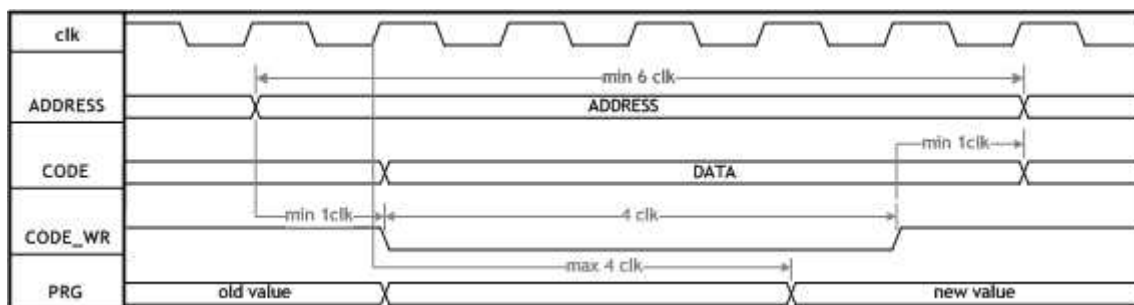 clk
min 6 clk
ADDRESS ADDRESS
min 1clk
CODE DATA
min 1clk 4 clk
CODE_WR
max 4 clk
PRG old value new value